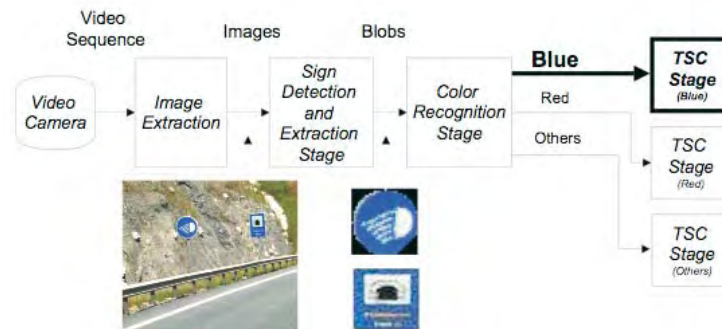 Video
Sequence
Images
Blobs
Blue
Red
Others
Video
Camera
Image
Extraction
Sign
Detection
and
Extraction
Stage
Color
Recognition
Stage
TSC
Stage
(Blue)
TSC
Stage
(Red)
TSC
Stage
(Others)